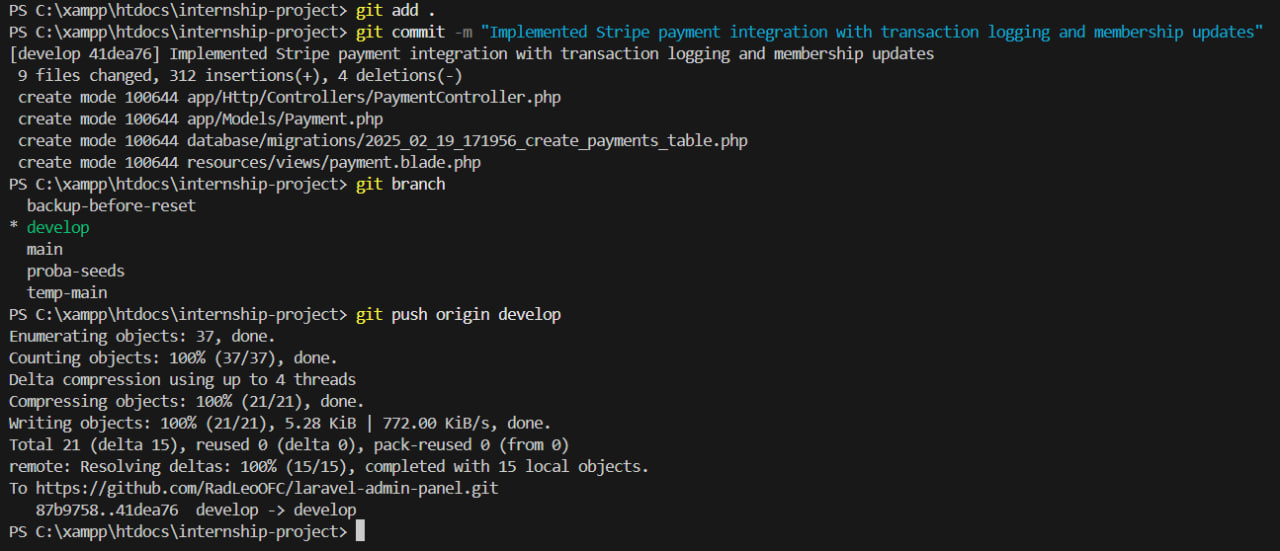 PS C:\xampp\htdocs\internship-project> git add .
PS C:\xampp\htdocs\internship-project> git commit -m "Implemented Stripe payment integration with transaction logging and membership updates"
[develop 41dea76] Implemented Stripe payment integration with transaction logging and membership updates
 9 files changed, 312 insertions(+), 4 deletions(-)
 create mode 100644 app/Http/Controllers/PaymentController.php
 create mode 100644 app/Models/Payment.php
 create mode 100644 database/migrations/2025_02_19_171956_create_payments_table.php
 create mode 100644 resources/views/payment.blade.php
PS C:\xampp\htdocs\internship-project> git branch
  backup-before-reset
* develop
  main
  proba-seeds
  temp-main
PS C:\xampp\htdocs\internship-project> git push origin develop
Enumerating objects: 37, done.
Counting objects: 100% (37/37), done.
Delta compression using up to 4 threads
Compressing objects: 100% (21/21), done.
Writing objects: 100% (21/21), 5.28 KiB | 772.00 KiB/s, done.
Total 21 (delta 15), reused 0 (delta 0), pack-reused 0 (from 0)
remote: Resolving deltas: 100% (15/15), completed with 15 local objects.
To https://github.com/RadLeoOFC/laravel-admin-panel.git
   87b9758..41dea76  develop -> develop
PS C:\xampp\htdocs\internship-project>